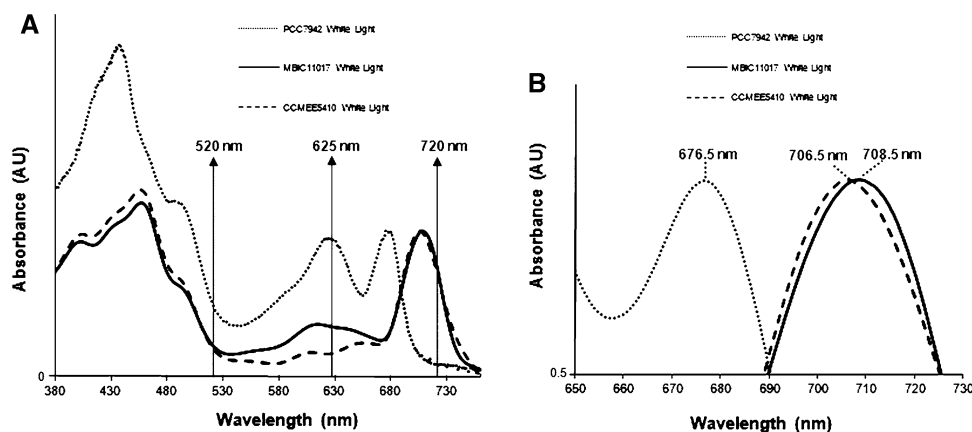 A
PCC7942 White Light
MBIC11017 White Light
CCMEE5410 White Light
520 nm
625 nm
720 nm
Absorbance (AU)
0
380
430
480
530
580
630
680
730
Wavelength (nm)
B
PCC7942 White Light
MBIC11017 White Light
CCMEE5410 White Light
676.5 nm
706.5 nm
708.5 nm
Absorbance (AU)
0.5
650
660
670
680
690
700
710
720
730
Wavelength (nm)